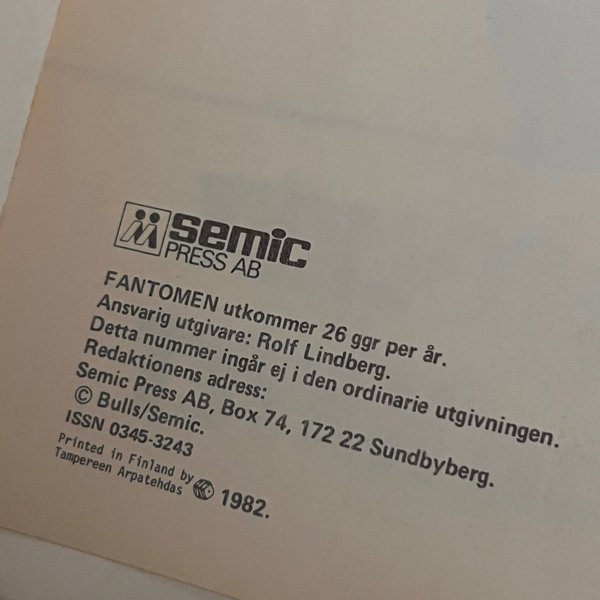 semic
PRESS AB
FANTOMEN utkommer 26 ggr per år.
Ansvarig utgivare: Rolf Lindberg.
Detta nummer ingår ej i den ordinarie utgivningen.
Redaktionens adress:
Semic Press AB, Box 74, 172 22 Sundbyberg.
© Bulls/Semic.
ISSN 0345-3243
Printed in Finland by
Tampereen Arpatehdas 1982.